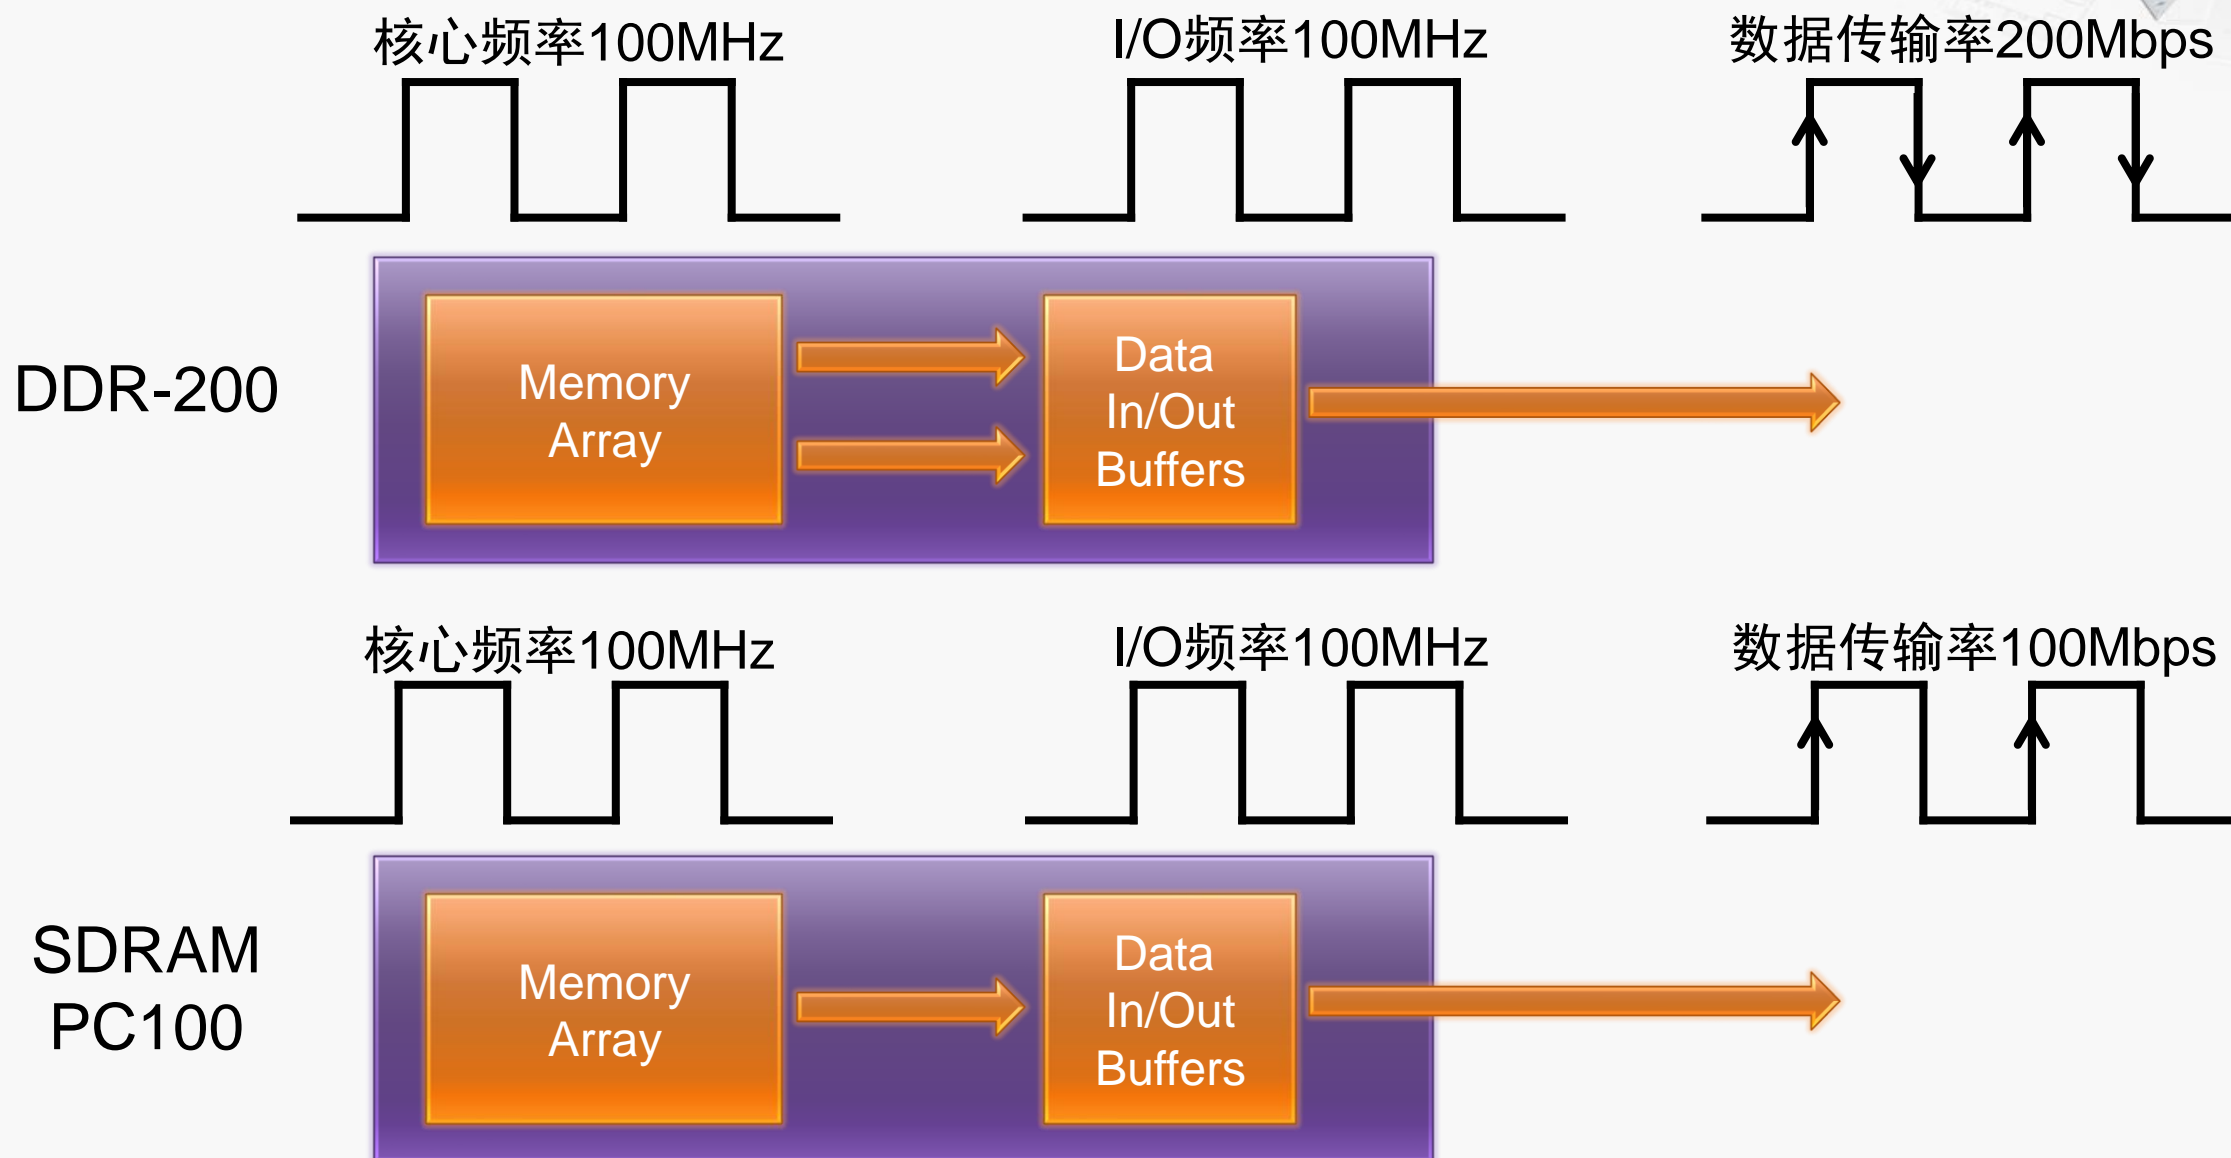 核心频率100MHz
I/O频率100MHz
数据传输率200Mbps
DDR-200
Memory
Array
Data
In/Out
Buffers
核心频率100MHz
I/O频率100MHz
数据传输率100Mbps
SDRAM
PC100
Memory
Array
Data
In/Out
Buffers